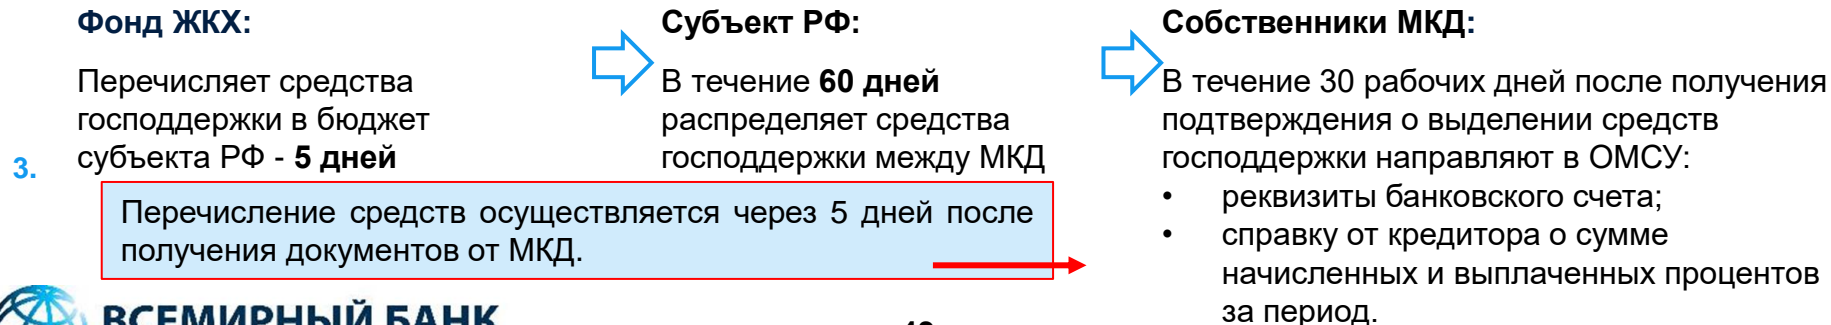 Фонд ЖКХ:
Перечисляет средства
господдержки в бюджет
субъекта РФ - 5 дней
3.
Субъект РФ:
В течение 60 дней
распределяет средства
господдержки между МКД
Собственники МКД:
В течение 30 рабочих дней после получения
подтверждения о выделении средств
господдержки направляют в ОМСУ:
• реквизиты банковского счета;
• справку от кредитора о сумме
начисленных и выплаченных процентов
за период.
Перечисление средств осуществляется через 5 дней после
получения документов от МКД.
ВСЕМИРНЫЙ БАНК